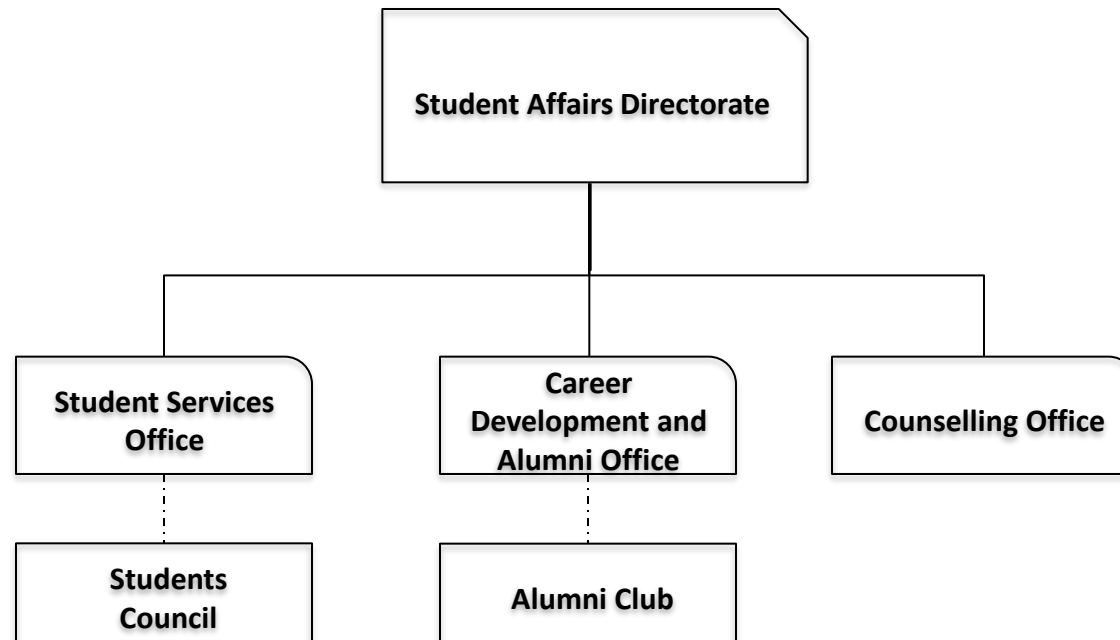 Student Affairs Directorate
Student Services
Office
Career
Development and
Alumni Office
Counselling Office
Students
Council
Alumni Club